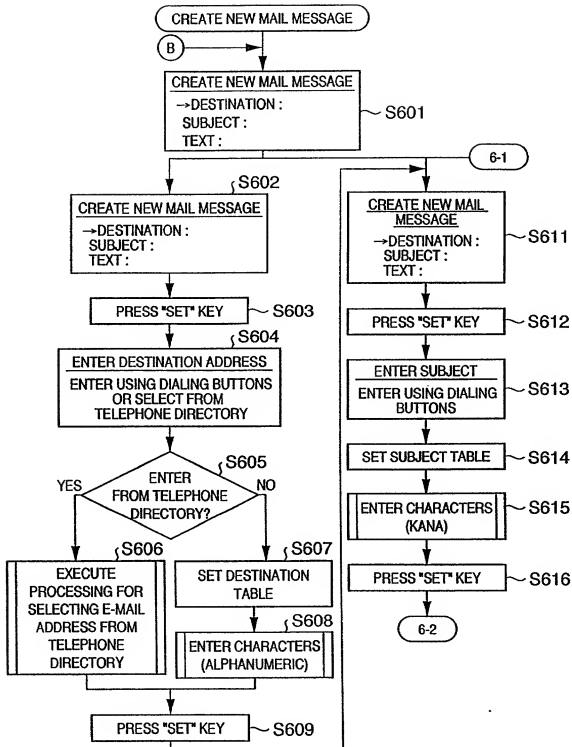 CREATE NEW MAIL MESSAGE
B
CREATE NEW MAIL MESSAGE
→DESTINATION :
SUBJECT :
TEXT :
S601
6-1
S602
CREATE NEW MAIL MESSAGE
→DESTINATION :
SUBJECT :
TEXT :
PRESS "SET" KEY
S603
S604
ENTER DESTINATION ADDRESS
ENTER USING DIALING BUTTONS
OR SELECT FROM
TELEPHONE DIRECTORY
S605
YES
ENTER
FROM TELEPHONE
DIRECTORY?
NO
S606
EXECUTE
PROCESSING FOR
SELECTING E-MAIL
ADDRESS FROM
TELEPHONE
DIRECTORY
S607
SET DESTINATION
TABLE
S608
ENTER CHARACTERS
(ALPHANUMERIC)
PRESS "SET" KEY
S609
CREATE NEW MAIL
MESSAGE
→DESTINATION :
SUBJECT :
TEXT :
S611
PRESS "SET" KEY
S612
ENTER SUBJECT
ENTER USING DIALING
BUTTONS
S613
SET SUBJECT TABLE
S614
ENTER CHARACTERS
(KANA)
S615
PRESS "SET" KEY
S616
6-2